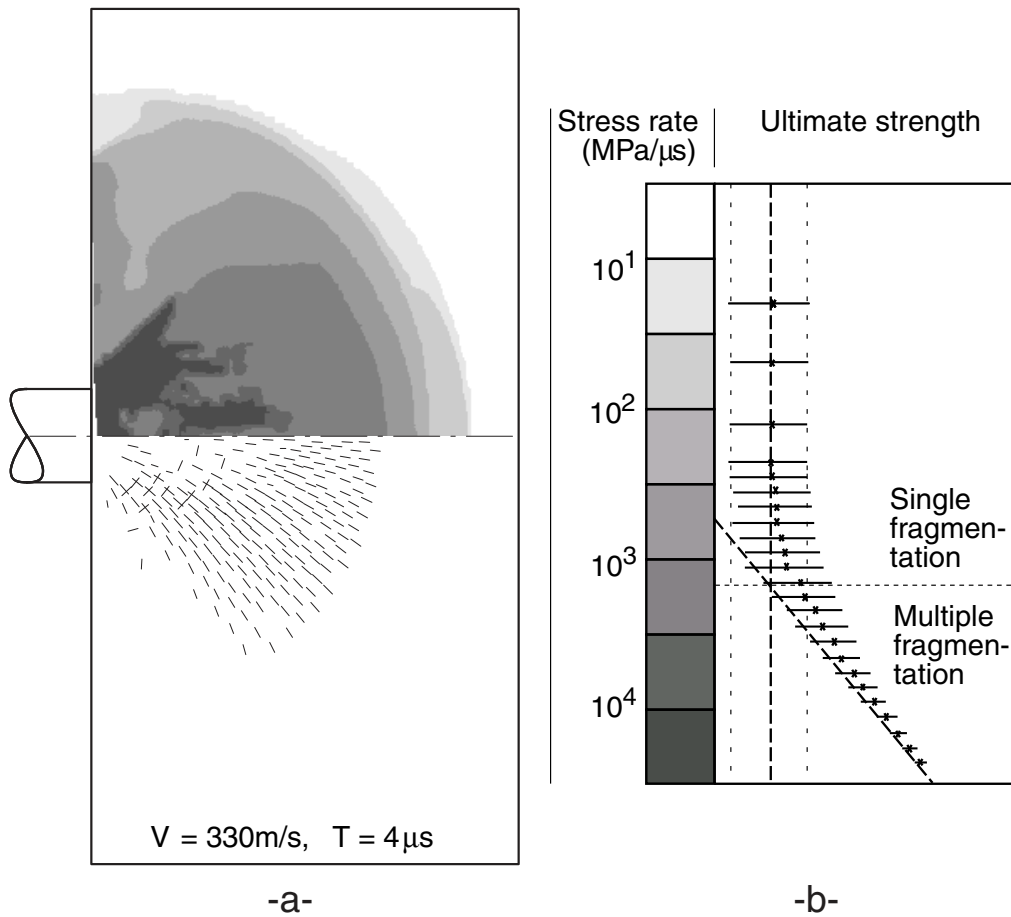 V = 330m/s, T = 4μs
-a-
Stress rate
(MPa/μs)
Ultimate strength
10¹
10²
10³
10⁴
Single
fragmen-
tation
Multiple
fragmen-
tation
-b-